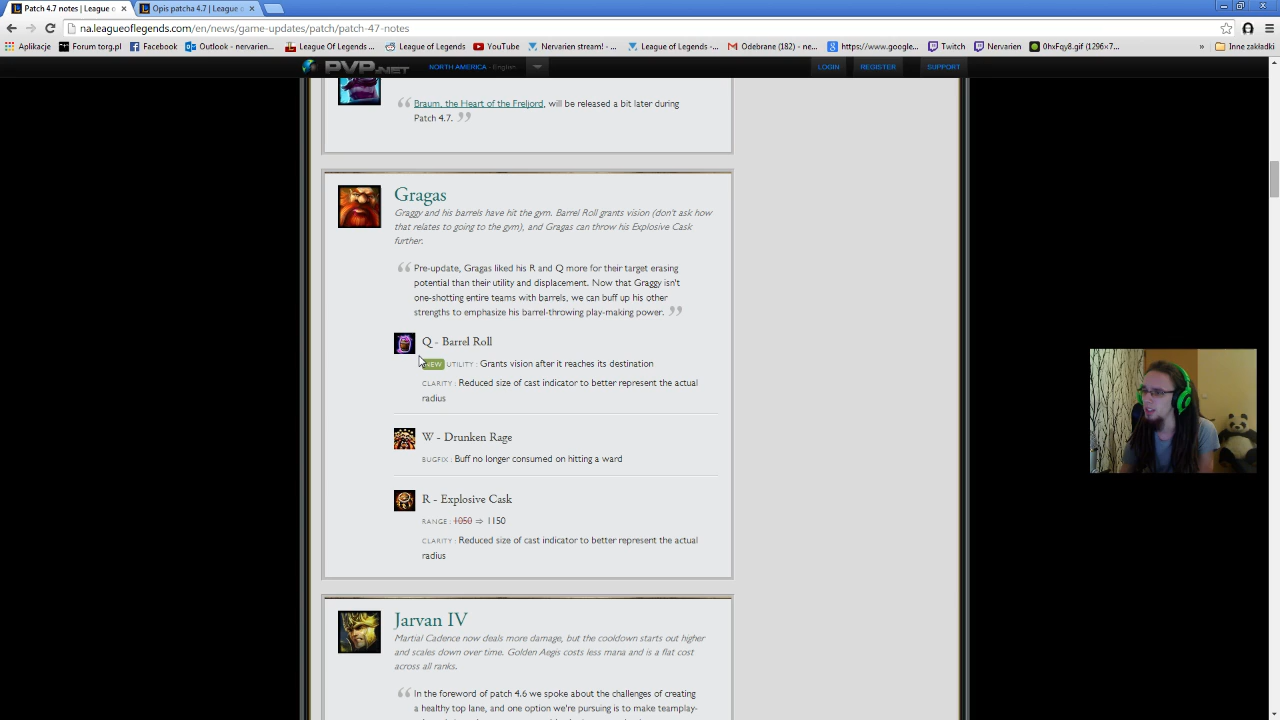 Patch 4.7 notes | League o
Opis patcha 4.7 | League o
na.leagueoflegends.com/en/news/game-updates/patch/patch-47-notes
Aplikacje Forum torg.pl Facebook Outlook - nervarien... League Of Legends ... League of Legends YouTube Nervarien stream! -... League of Legends -... Odebrane (182) - ne... https://www.google... Twitch Nervarien 0hxFqy8.gif (1296×7... » Inne zakładki
PVP.NET NORTH AMERICA - English LOGIN REGISTER SUPPORT
Braum, the Heart of the Freljord, will be released a bit later during
Patch 4.7.
Gragas
Graggy and his barrels have hit the gym. Barrel Roll grants vision (don't ask how
that relates to going to the gym), and Gragas can throw his Explosive Cask
further.
Pre-update, Gragas liked his R and Q more for their target erasing
potential than their utility and displacement. Now that Graggy isn't
one-shotting entire teams with barrels, we can buff up his other
strengths to emphasize his barrel-throwing play-making power.
Q - Barrel Roll
NEW UTILITY : Grants vision after it reaches its destination
CLARITY : Reduced size of cast indicator to better represent the actual
radius
W - Drunken Rage
BUGFIX : Buff no longer consumed on hitting a ward
R - Explosive Cask
RANGE : 1050 ⇒ 1150
CLARITY : Reduced size of cast indicator to better represent the actual
radius
Jarvan IV
Martial Cadence now deals more damage, but the cooldown starts out higher
and scales down over time. Golden Aegis costs less mana and is a flat cost
across all ranks.
In the foreword of patch 4.6 we spoke about the challenges of creating
a healthy top lane, and one option we're pursuing is to make teamplay-